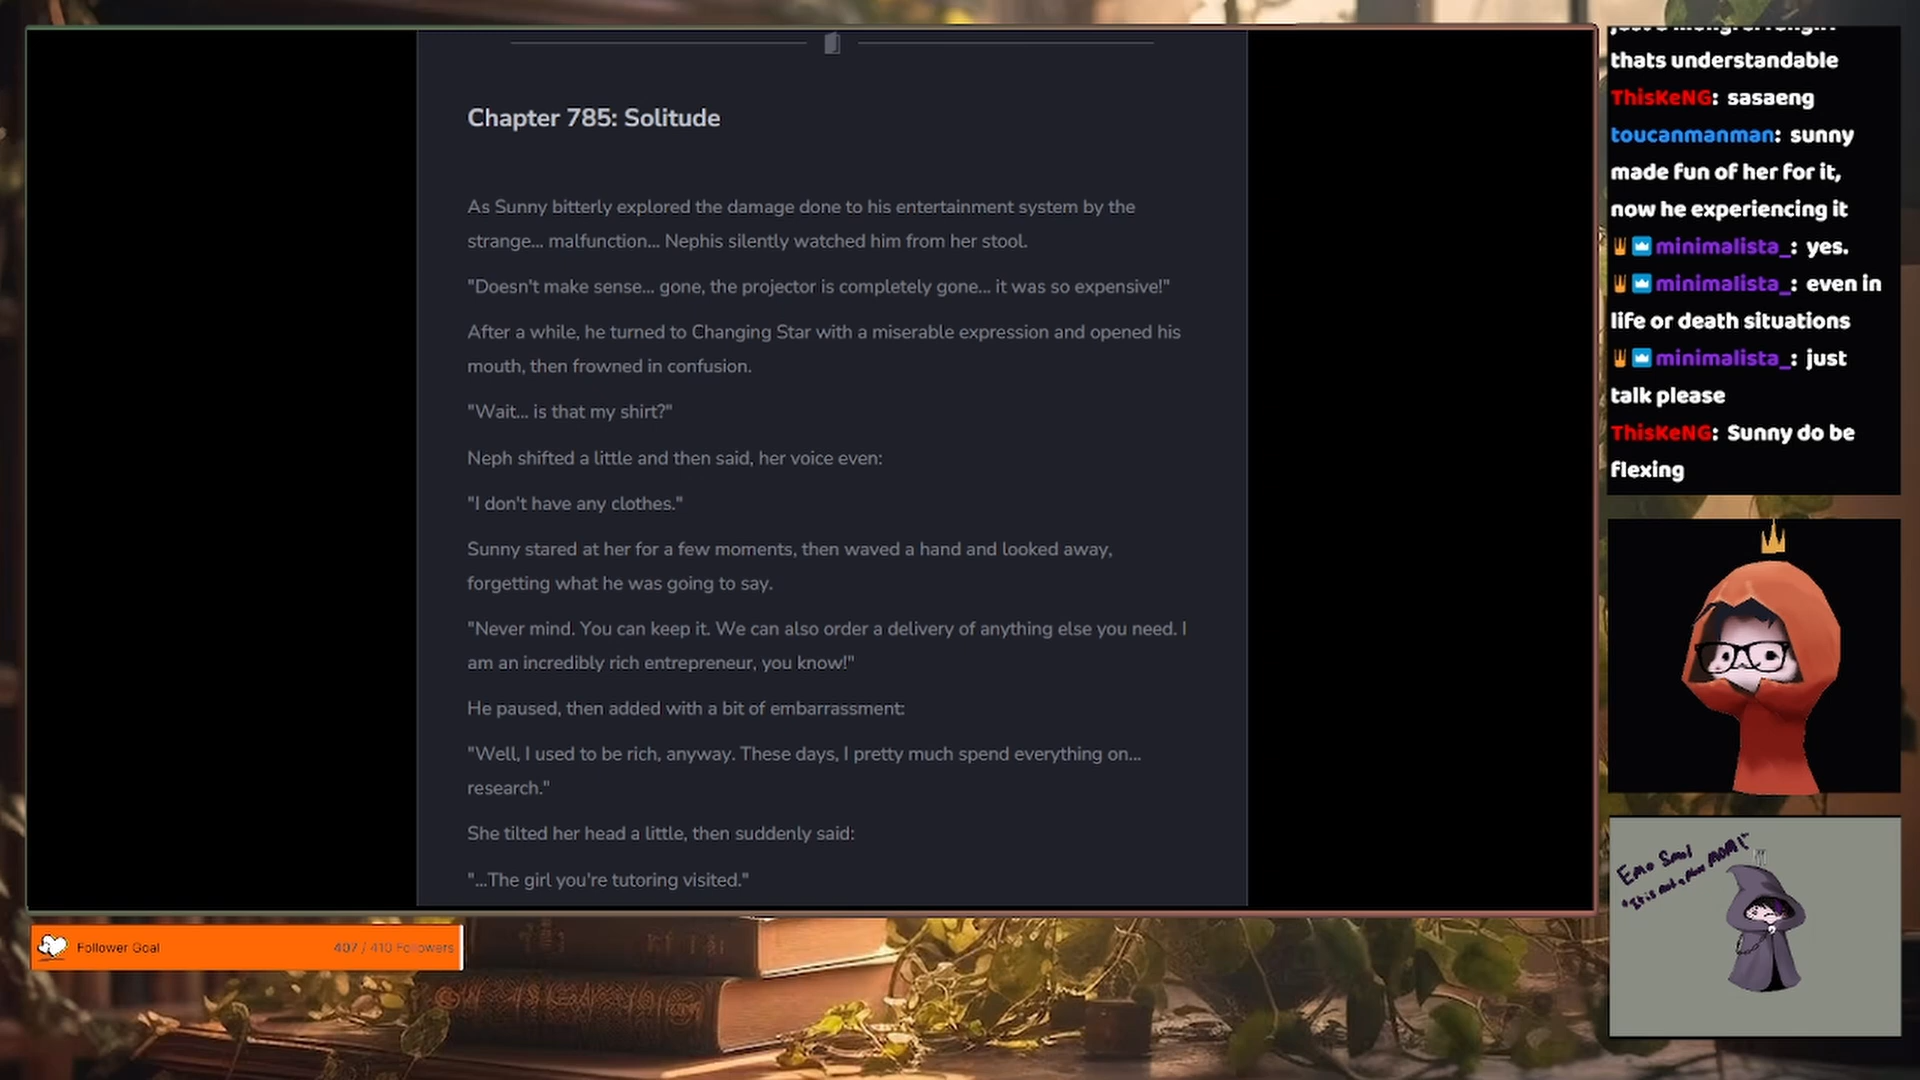 Chapter 785: Solitude
As Sunny bitterly explored the damage done to his entertainment system by the
strange... malfunction... Nephis silently watched him from her stool.
"Doesn't make sense... gone, the projector is completely gone... it was so expensive!"
After a while, he turned to Changing Star with a miserable expression and opened his
mouth, then frowned in confusion.
"Wait... is that my shirt?"
Neph shifted a little and then said, her voice even:
"I don't have any clothes."
Sunny stared at her for a few moments, then waved a hand and looked away,
forgetting what he was going to say.
"Never mind. You can keep it. We can also order a delivery of anything else you need. I
am an incredibly rich entrepreneur, you know!"
He paused, then added with a bit of embarrassment:
"Well, I used to be rich, anyway. These days, I pretty much spend everything on...
research."
She tilted her head a little, then suddenly said:
"...The girl you're tutoring visited."
thats understandable
ThisKeNG: sasaeng
toucanmanman: sunny
made fun of her for it,
now he experiencing it
minimalista_: yes.
minimalista_: even in
life or death situations
minimalista_: just
talk please
ThisKeNG: Sunny do be
flexing
Emo Smol
"It is not a phase MOM!"
Follower Goal
407 / 410 Followers